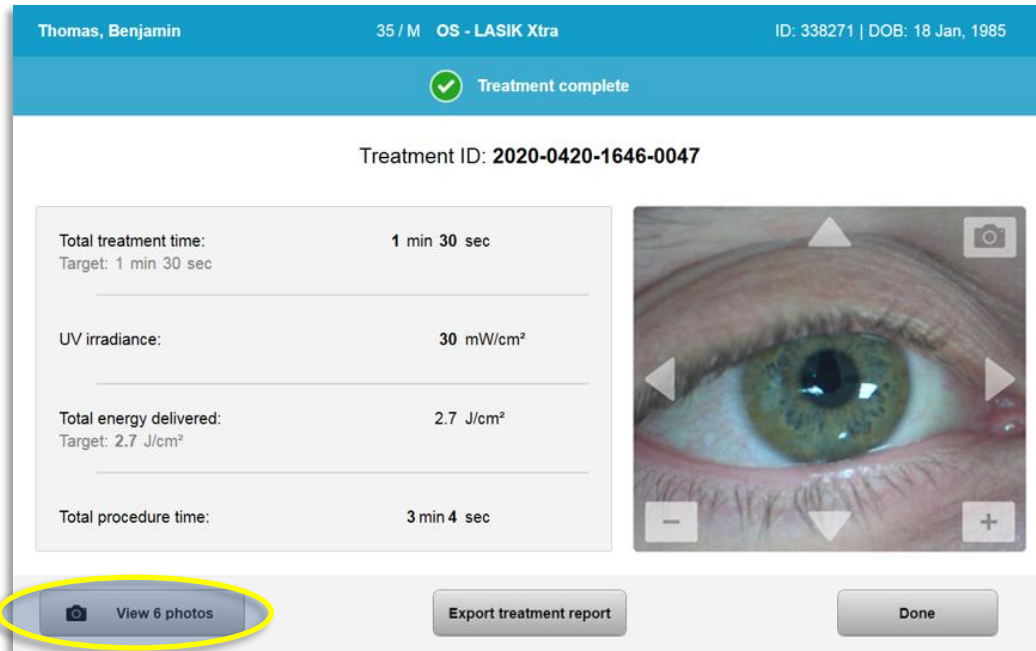 Thomas, Benjamin 35 / M OS - LASIK Xtra ID: 338271 | DOB: 18 Jan, 1985
Treatment complete
Treatment ID: 2020-0420-1646-0047
Total treatment time: 1 min 30 sec
Target: 1 min 30 sec
UV irradiance: 30 mW/cm²
Total energy delivered: 2.7 J/cm²
Target: 2.7 J/cm²
Total procedure time: 3 min 4 sec
View 6 photos Export treatment report Done